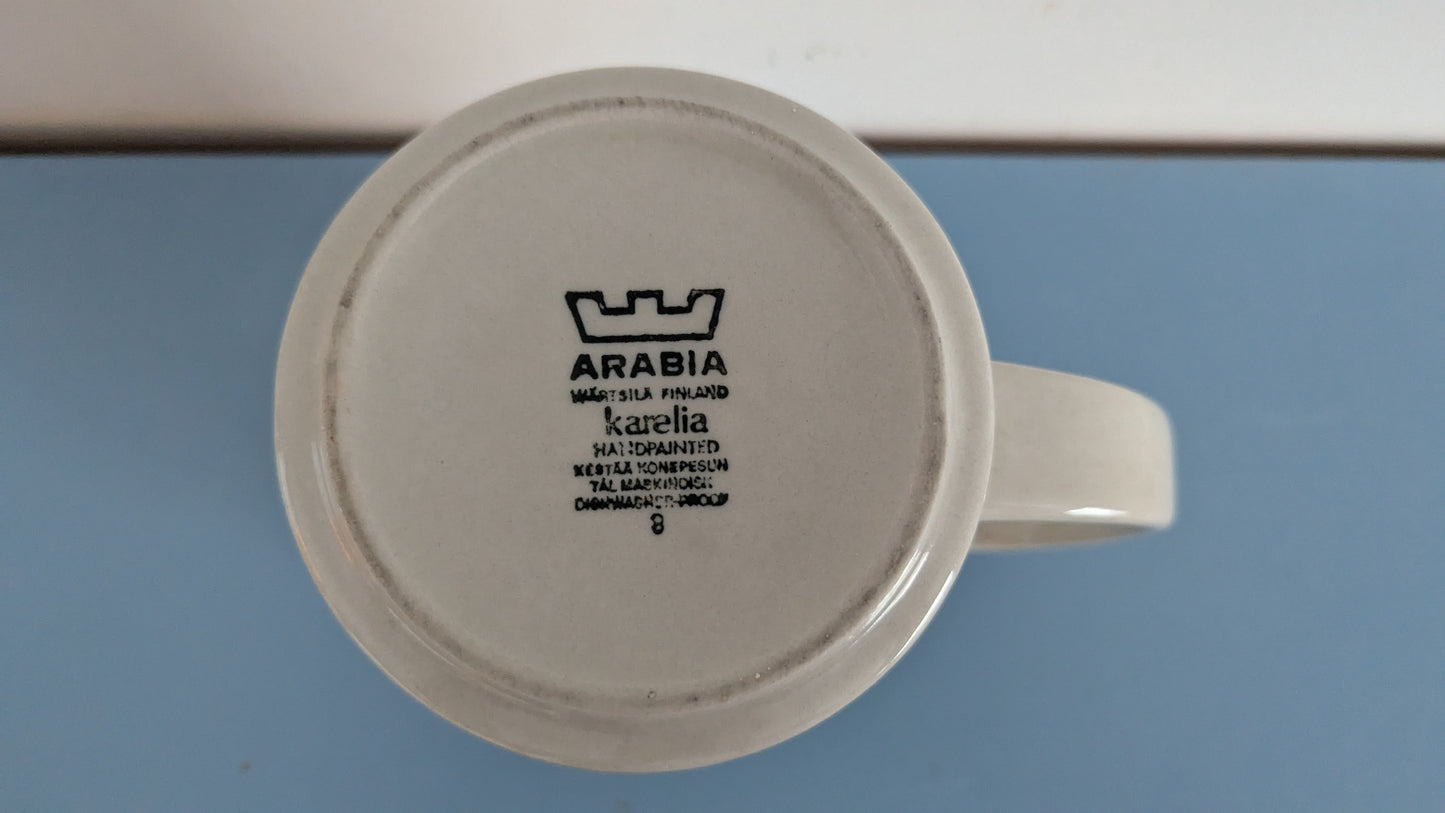 ARABIA
WÄRTSILÄ FINLAND
karelia
HANDPAINTED
KESTÄÄ KONEPESUN
TÅL MASKINDISK
DISHWASHER-PROOF
8